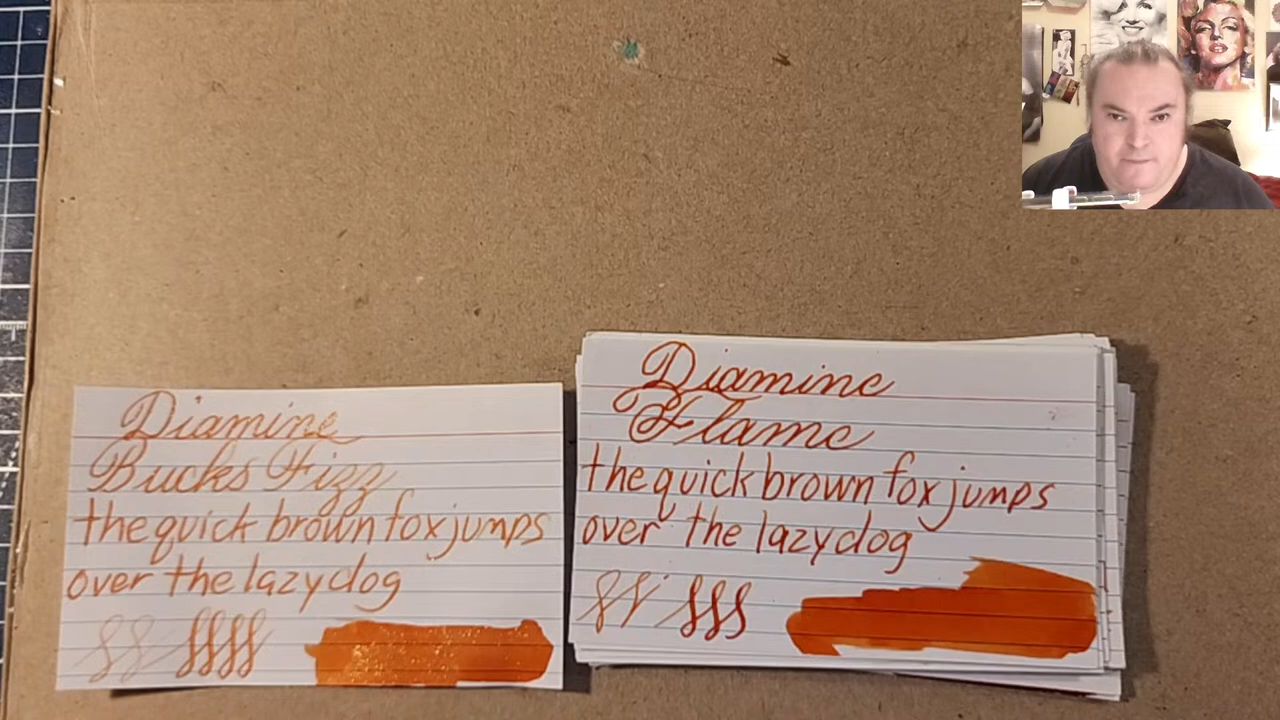 Diamine
Bucks Fizz
the quick brown fox jumps
over the lazy dog
Diamine
Flame
the quick brown fox jumps
over the lazy dog